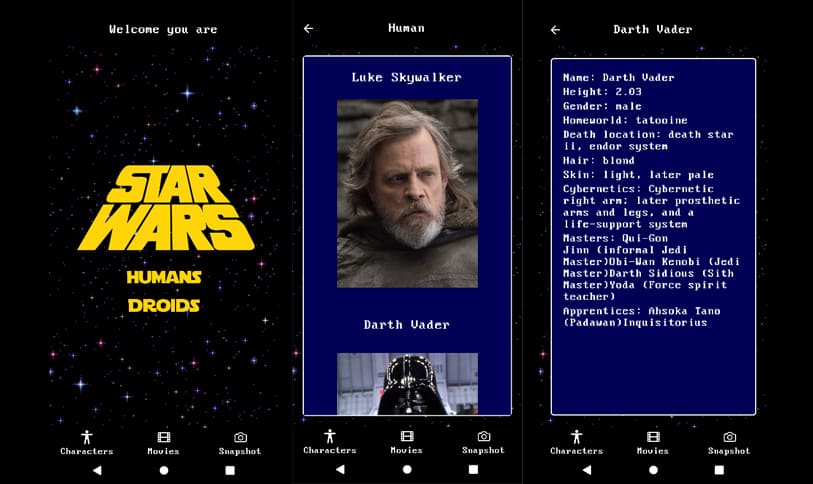 Welcome you are
STAR
WARS
HUMANS
DROIDS
Characters
Movies
Snapshot
Human
Luke Skywalker
Darth Vader
Characters
Movies
Snapshot
Darth Vader
Name: Darth Vader
Height: 2.03
Gender: male
Homeworld: tatooine
Death location: death star
ii, endor system
Hair: blond
Skin: light, later pale
Cybernetics: Cybernetic
right arm; later prosthetic
arms and legs, and a
life-support system
Masters: Qui-Gon
Jinn (informal Jedi
Master)Obi-Wan Kenobi (Jedi
Master)Darth Sidious (Sith
Master)Yoda (Force spirit
teacher)
Apprentices: Ahsoka Tano
(Padawan)Inquisitorius
Characters
Movies
Snapshot